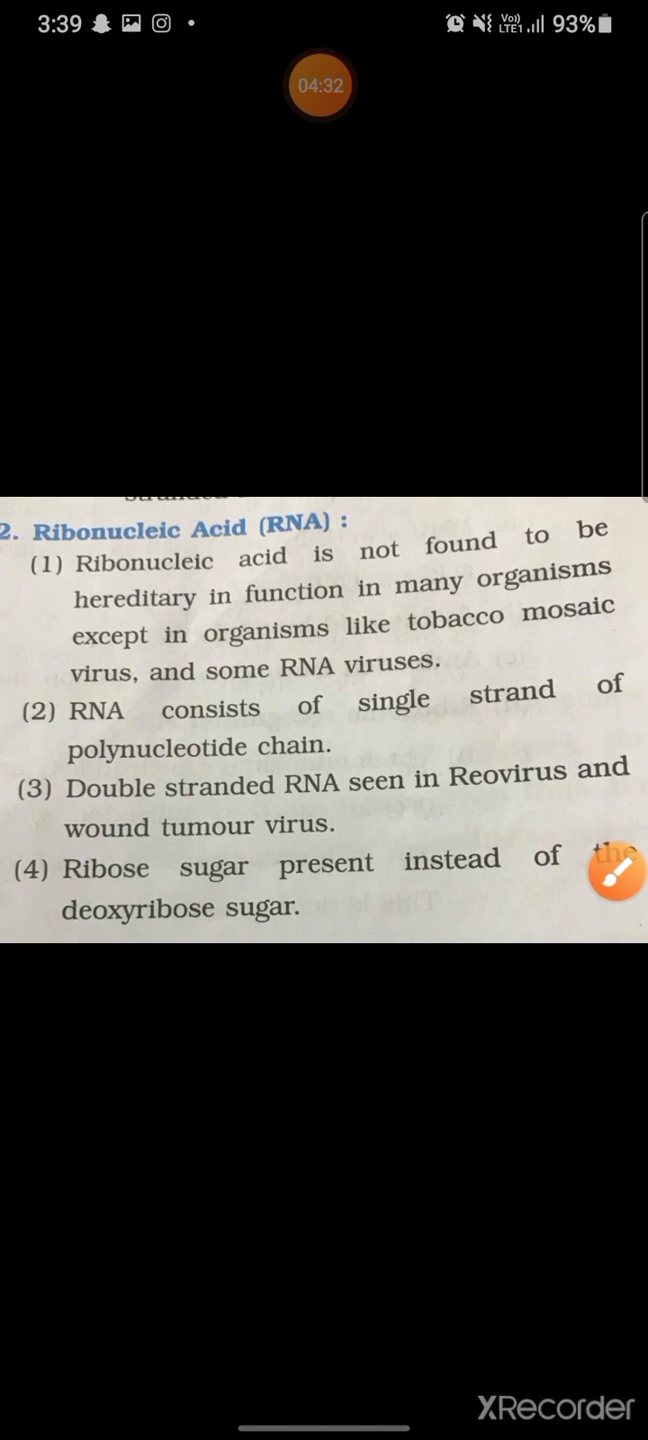 3:39
Vo))
LTE1
93%
04:32
2. Ribonucleic Acid (RNA) :
(1) Ribonucleic acid is not found to be
hereditary in function in many organisms
except in organisms like tobacco mosaic
virus, and some RNA viruses.
(2) RNA consists of single strand of
polynucleotide chain.
(3) Double stranded RNA seen in Reovirus and
wound tumour virus.
(4) Ribose sugar present instead of the
deoxyribose sugar.
XRecorder